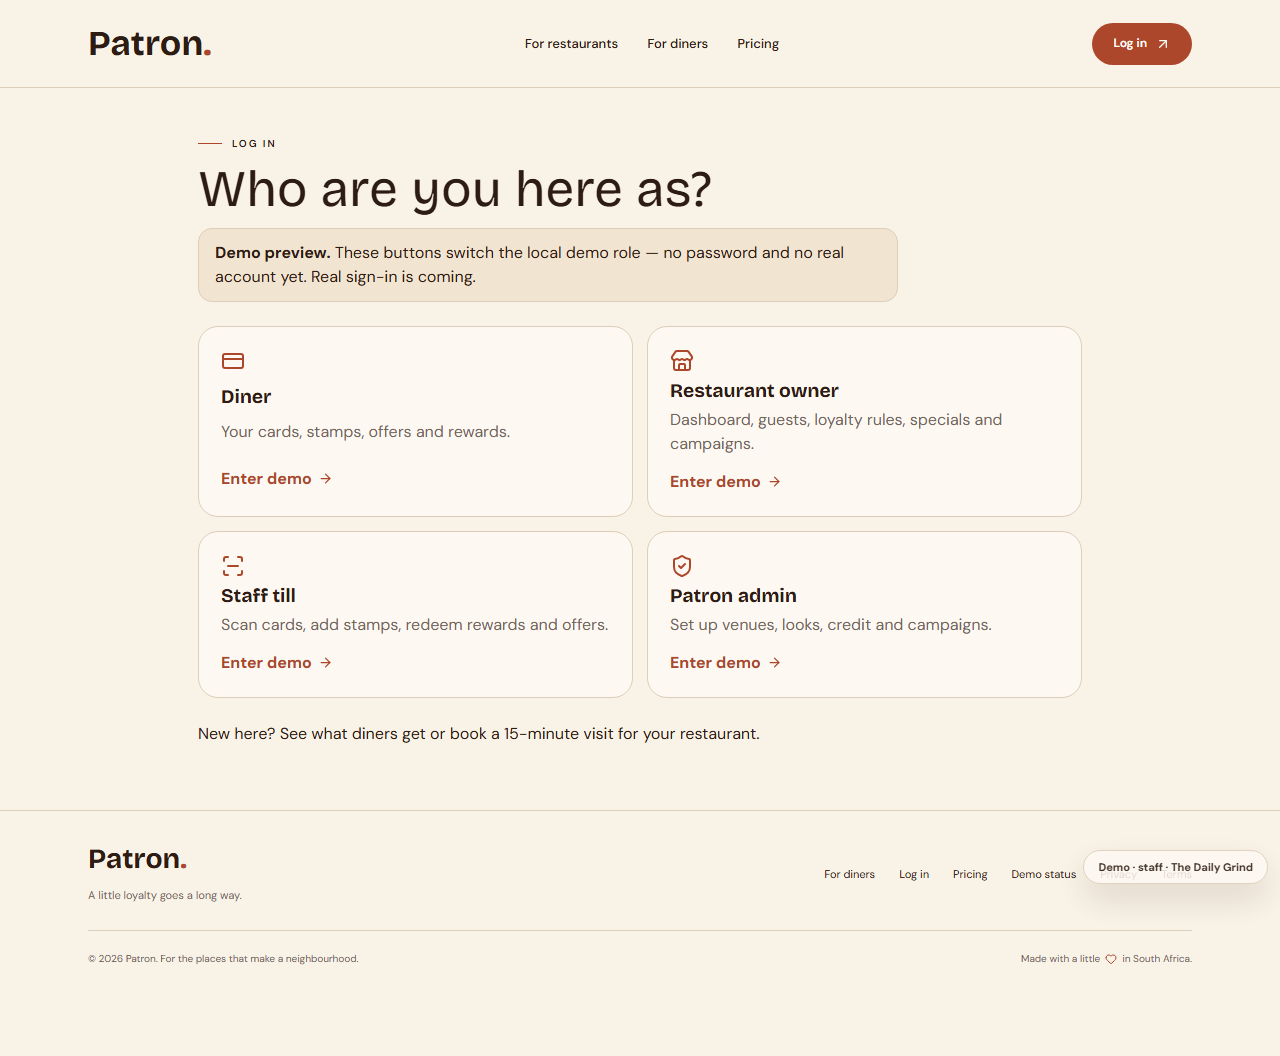 Patron.
For restaurants
For diners
Pricing
Log in
LOG IN
Who are you here as?
Demo preview. These buttons switch the local demo role — no password and no real
account yet. Real sign-in is coming.
Diner
Your cards, stamps, offers and rewards.
Enter demo
Restaurant owner
Dashboard, guests, loyalty rules, specials and
campaigns.
Enter demo
Staff till
Scan cards, add stamps, redeem rewards and offers.
Enter demo
Patron admin
Set up venues, looks, credit and campaigns.
Enter demo
New here? See what diners get or book a 15-minute visit for your restaurant.
Patron.
A little loyalty goes a long way.
For diners
Log in
Pricing
Demo status
Privacy
Terms
Demo · staff · The Daily Grind
© 2026 Patron. For the places that make a neighbourhood.
Made with a little in South Africa.